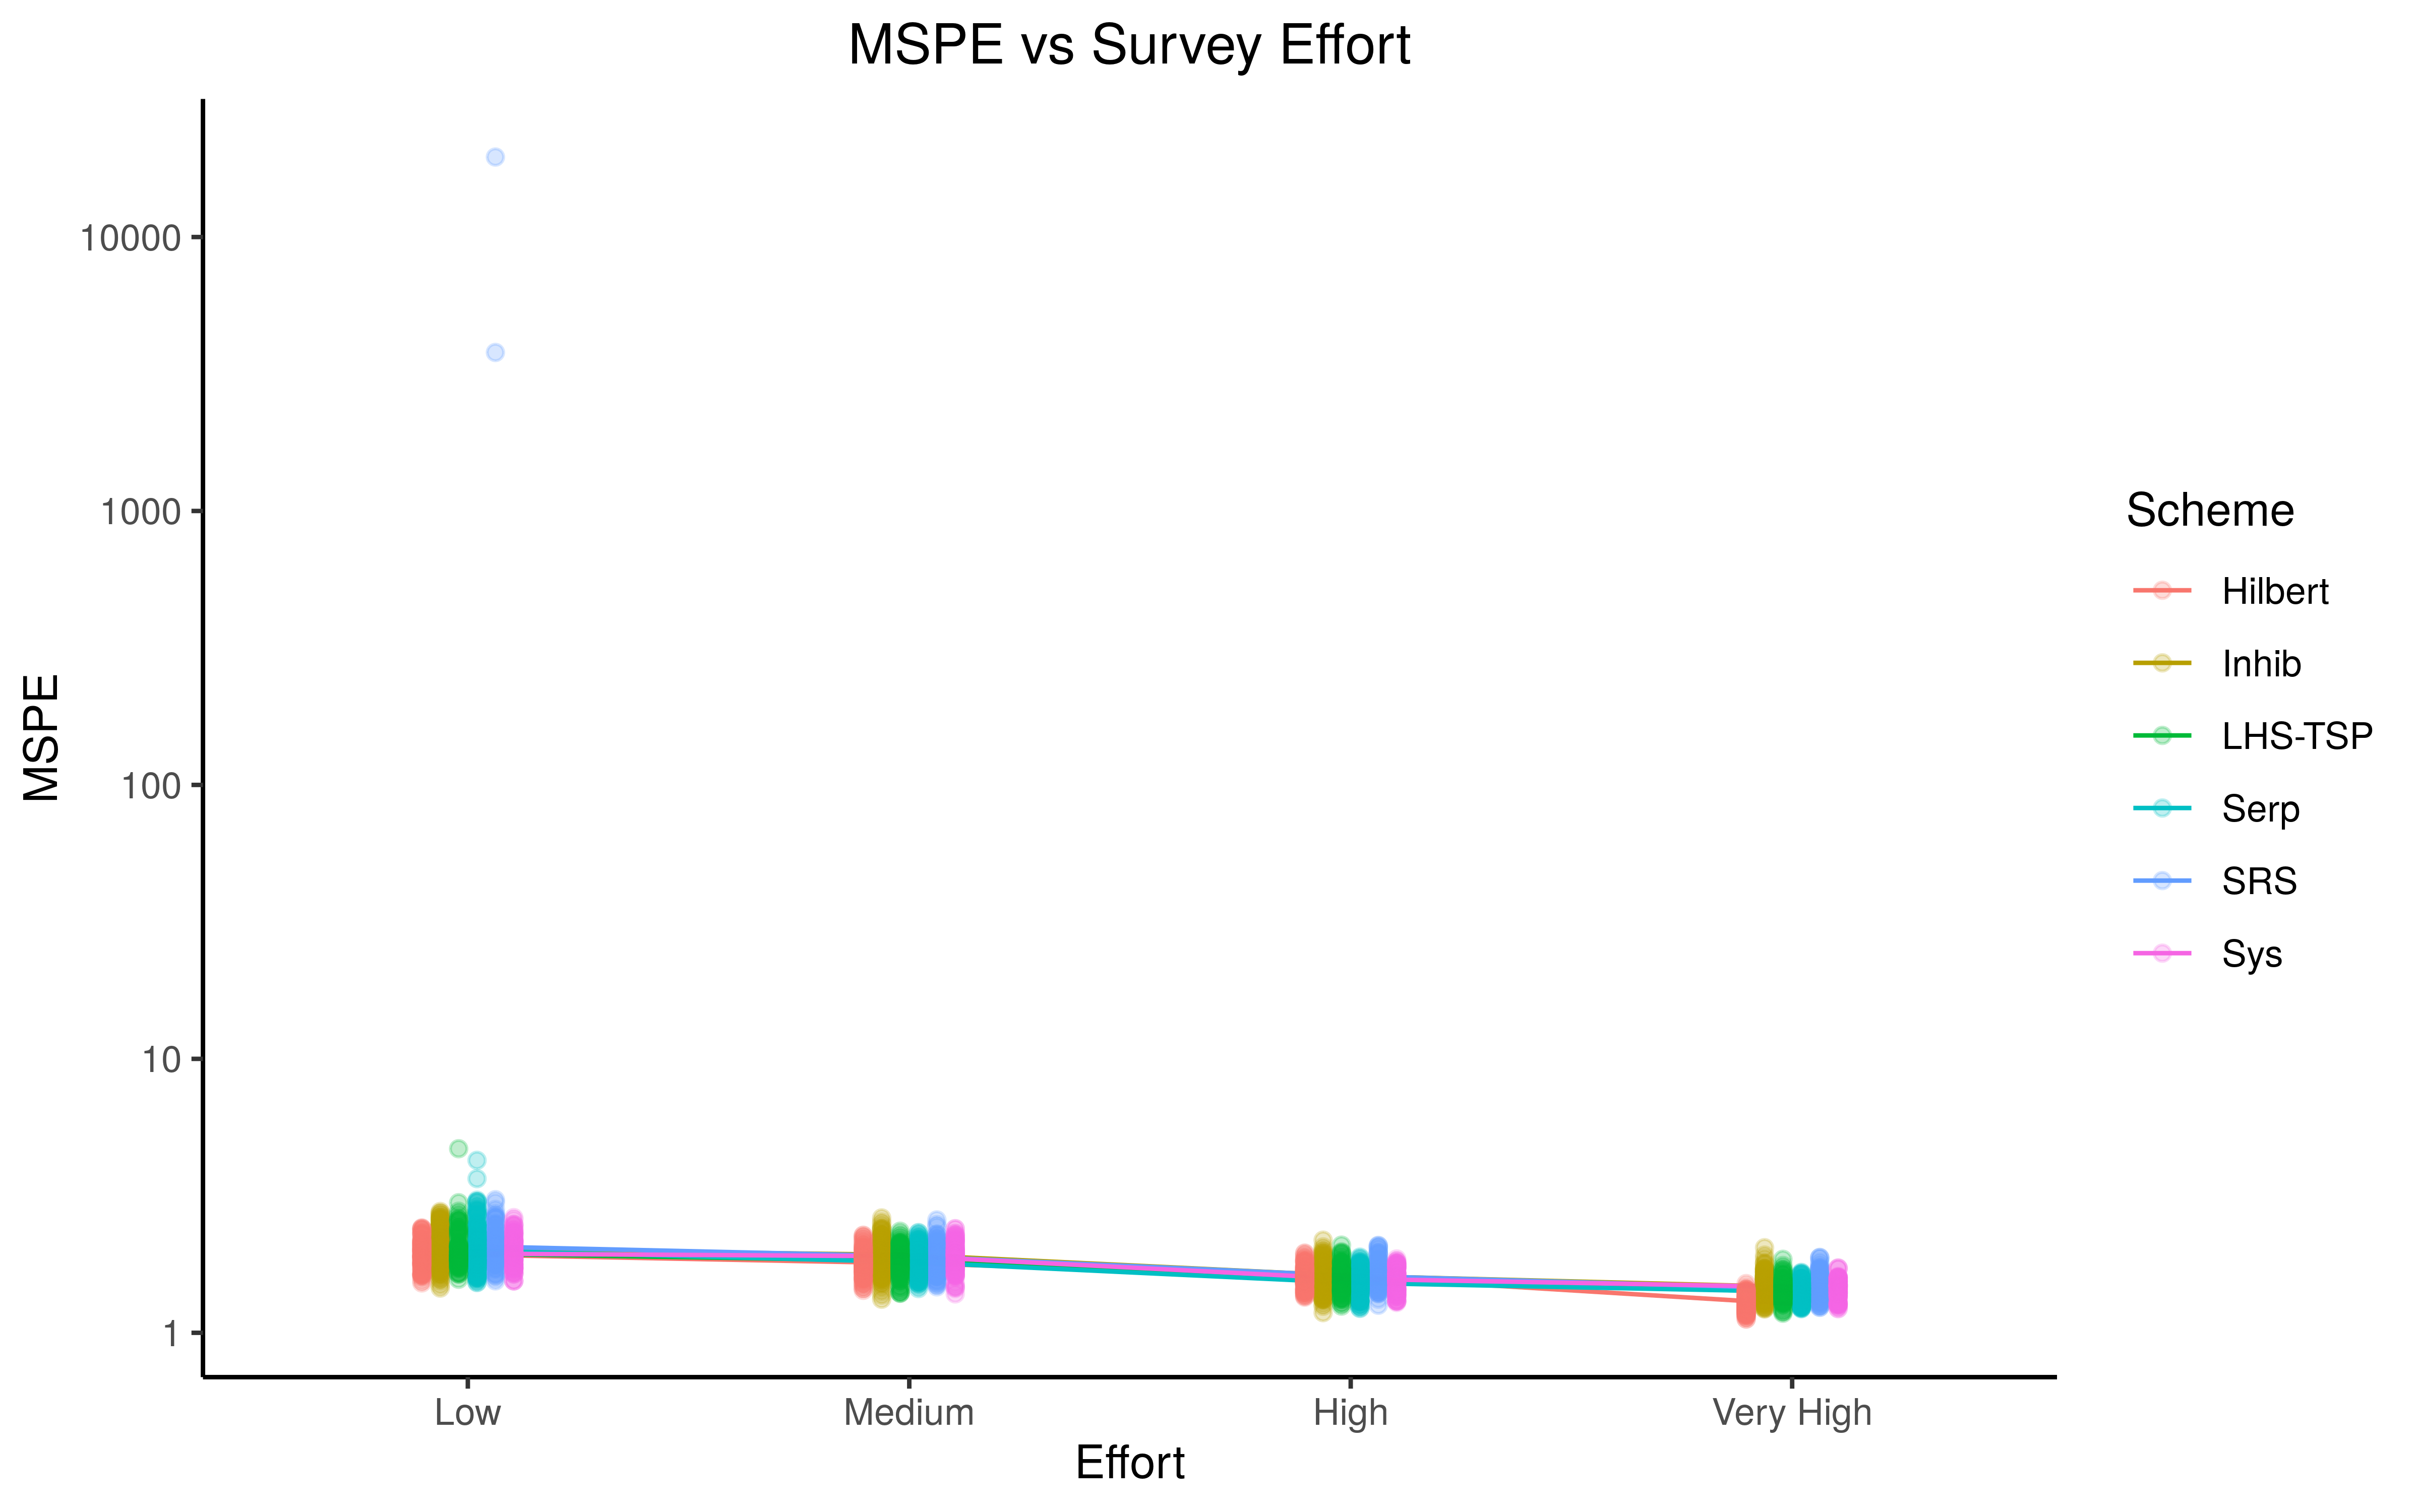 MSPE vs Survey Effort
MSPE
10000
1000
100
10
1
Low
Medium
High
Very High
Effort
Scheme
Hilbert
Inhib
LHS-TSP
Serp
SRS
Sys